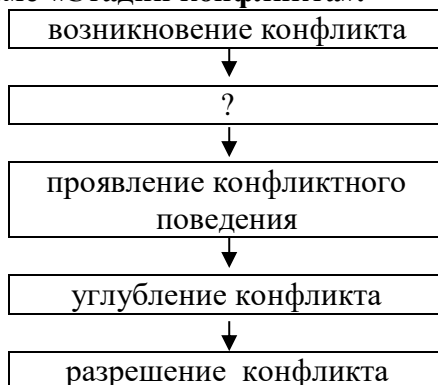 возникновение конфликта
?
проявление конфликтного
поведения
углубление конфликта
разрешение конфликта